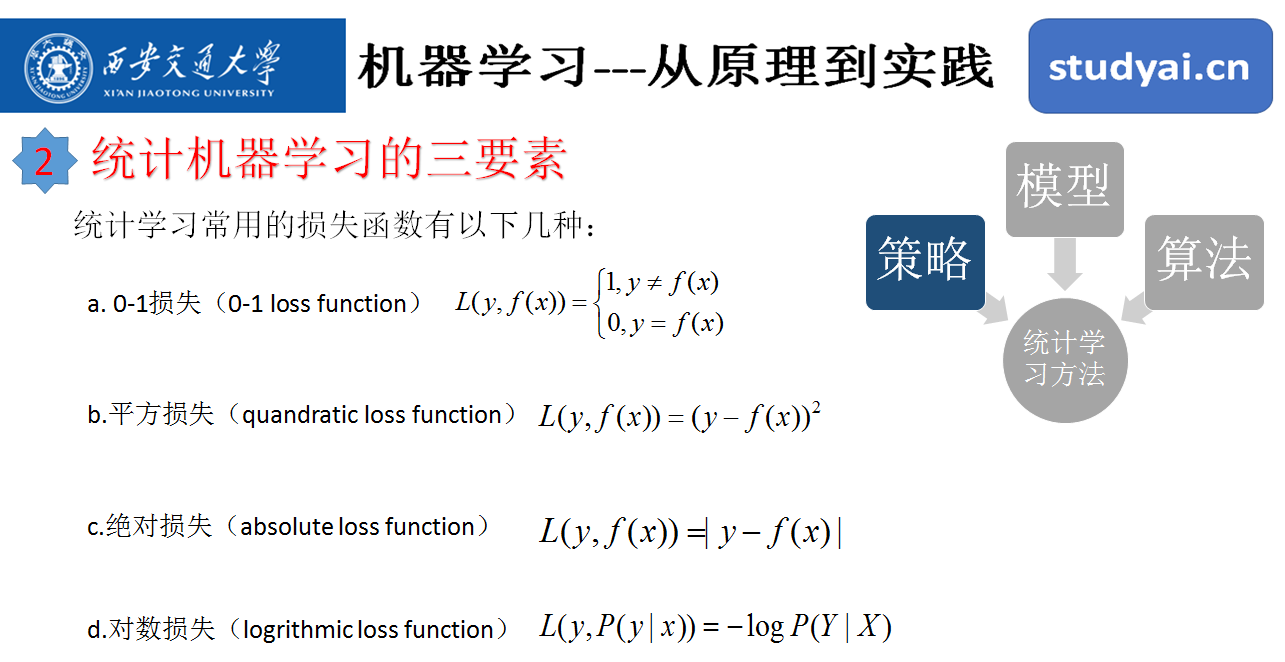 西安交通大学
XI'AN JIAOTONG UNIVERSITY
机器学习---从原理到实践
studyai.cn
2 统计机器学习的三要素
统计学习常用的损失函数有以下几种：
a. 0-1损失（0-1 loss function） L(y, f(x)) = {1, y ≠ f(x)
0, y = f(x)
b.平方损失（quandratic loss function） L(y, f(x)) = (y − f(x))²
c.绝对损失（absolute loss function） L(y, f(x)) =| y − f(x) |
d.对数损失（logrithmic loss function） L(y, P(y | x)) = −log P(Y | X)
模型
策略
算法
统计学
习方法